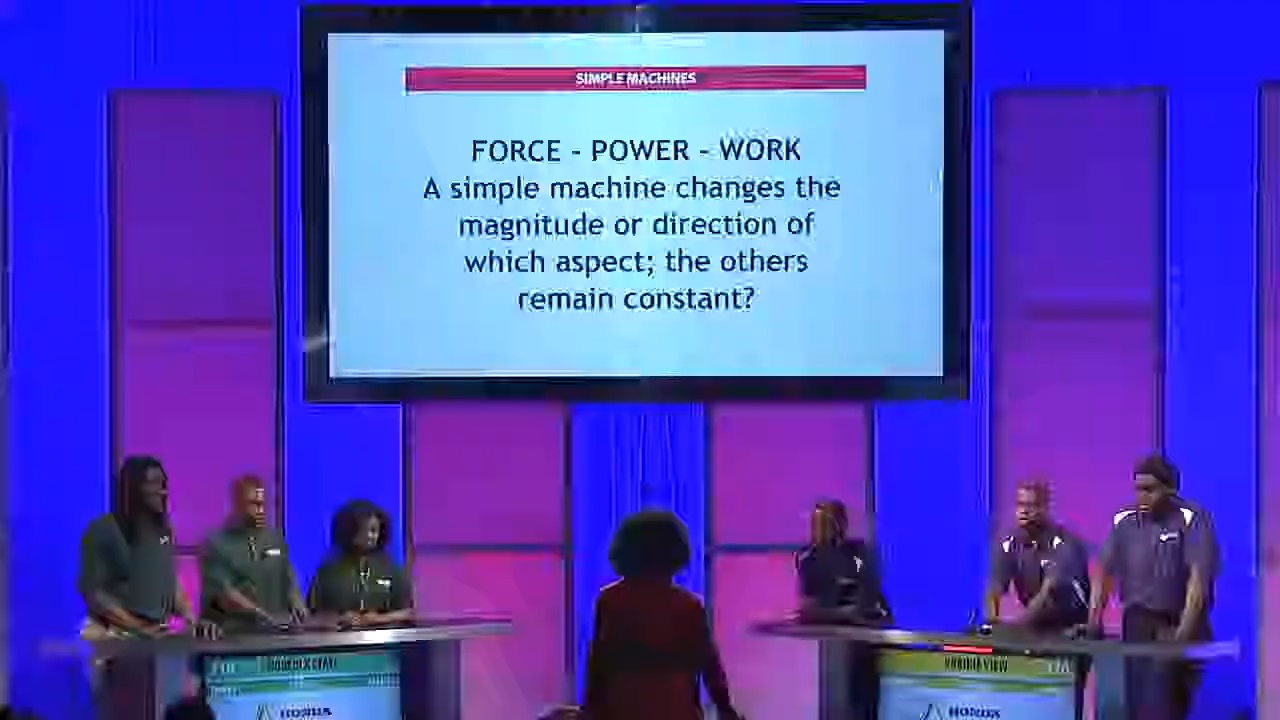 SIMPLE MACHINES
FORCE - POWER - WORK
A simple machine changes the
magnitude or direction of
which aspect; the others
remain constant?
HONDA
HONDA